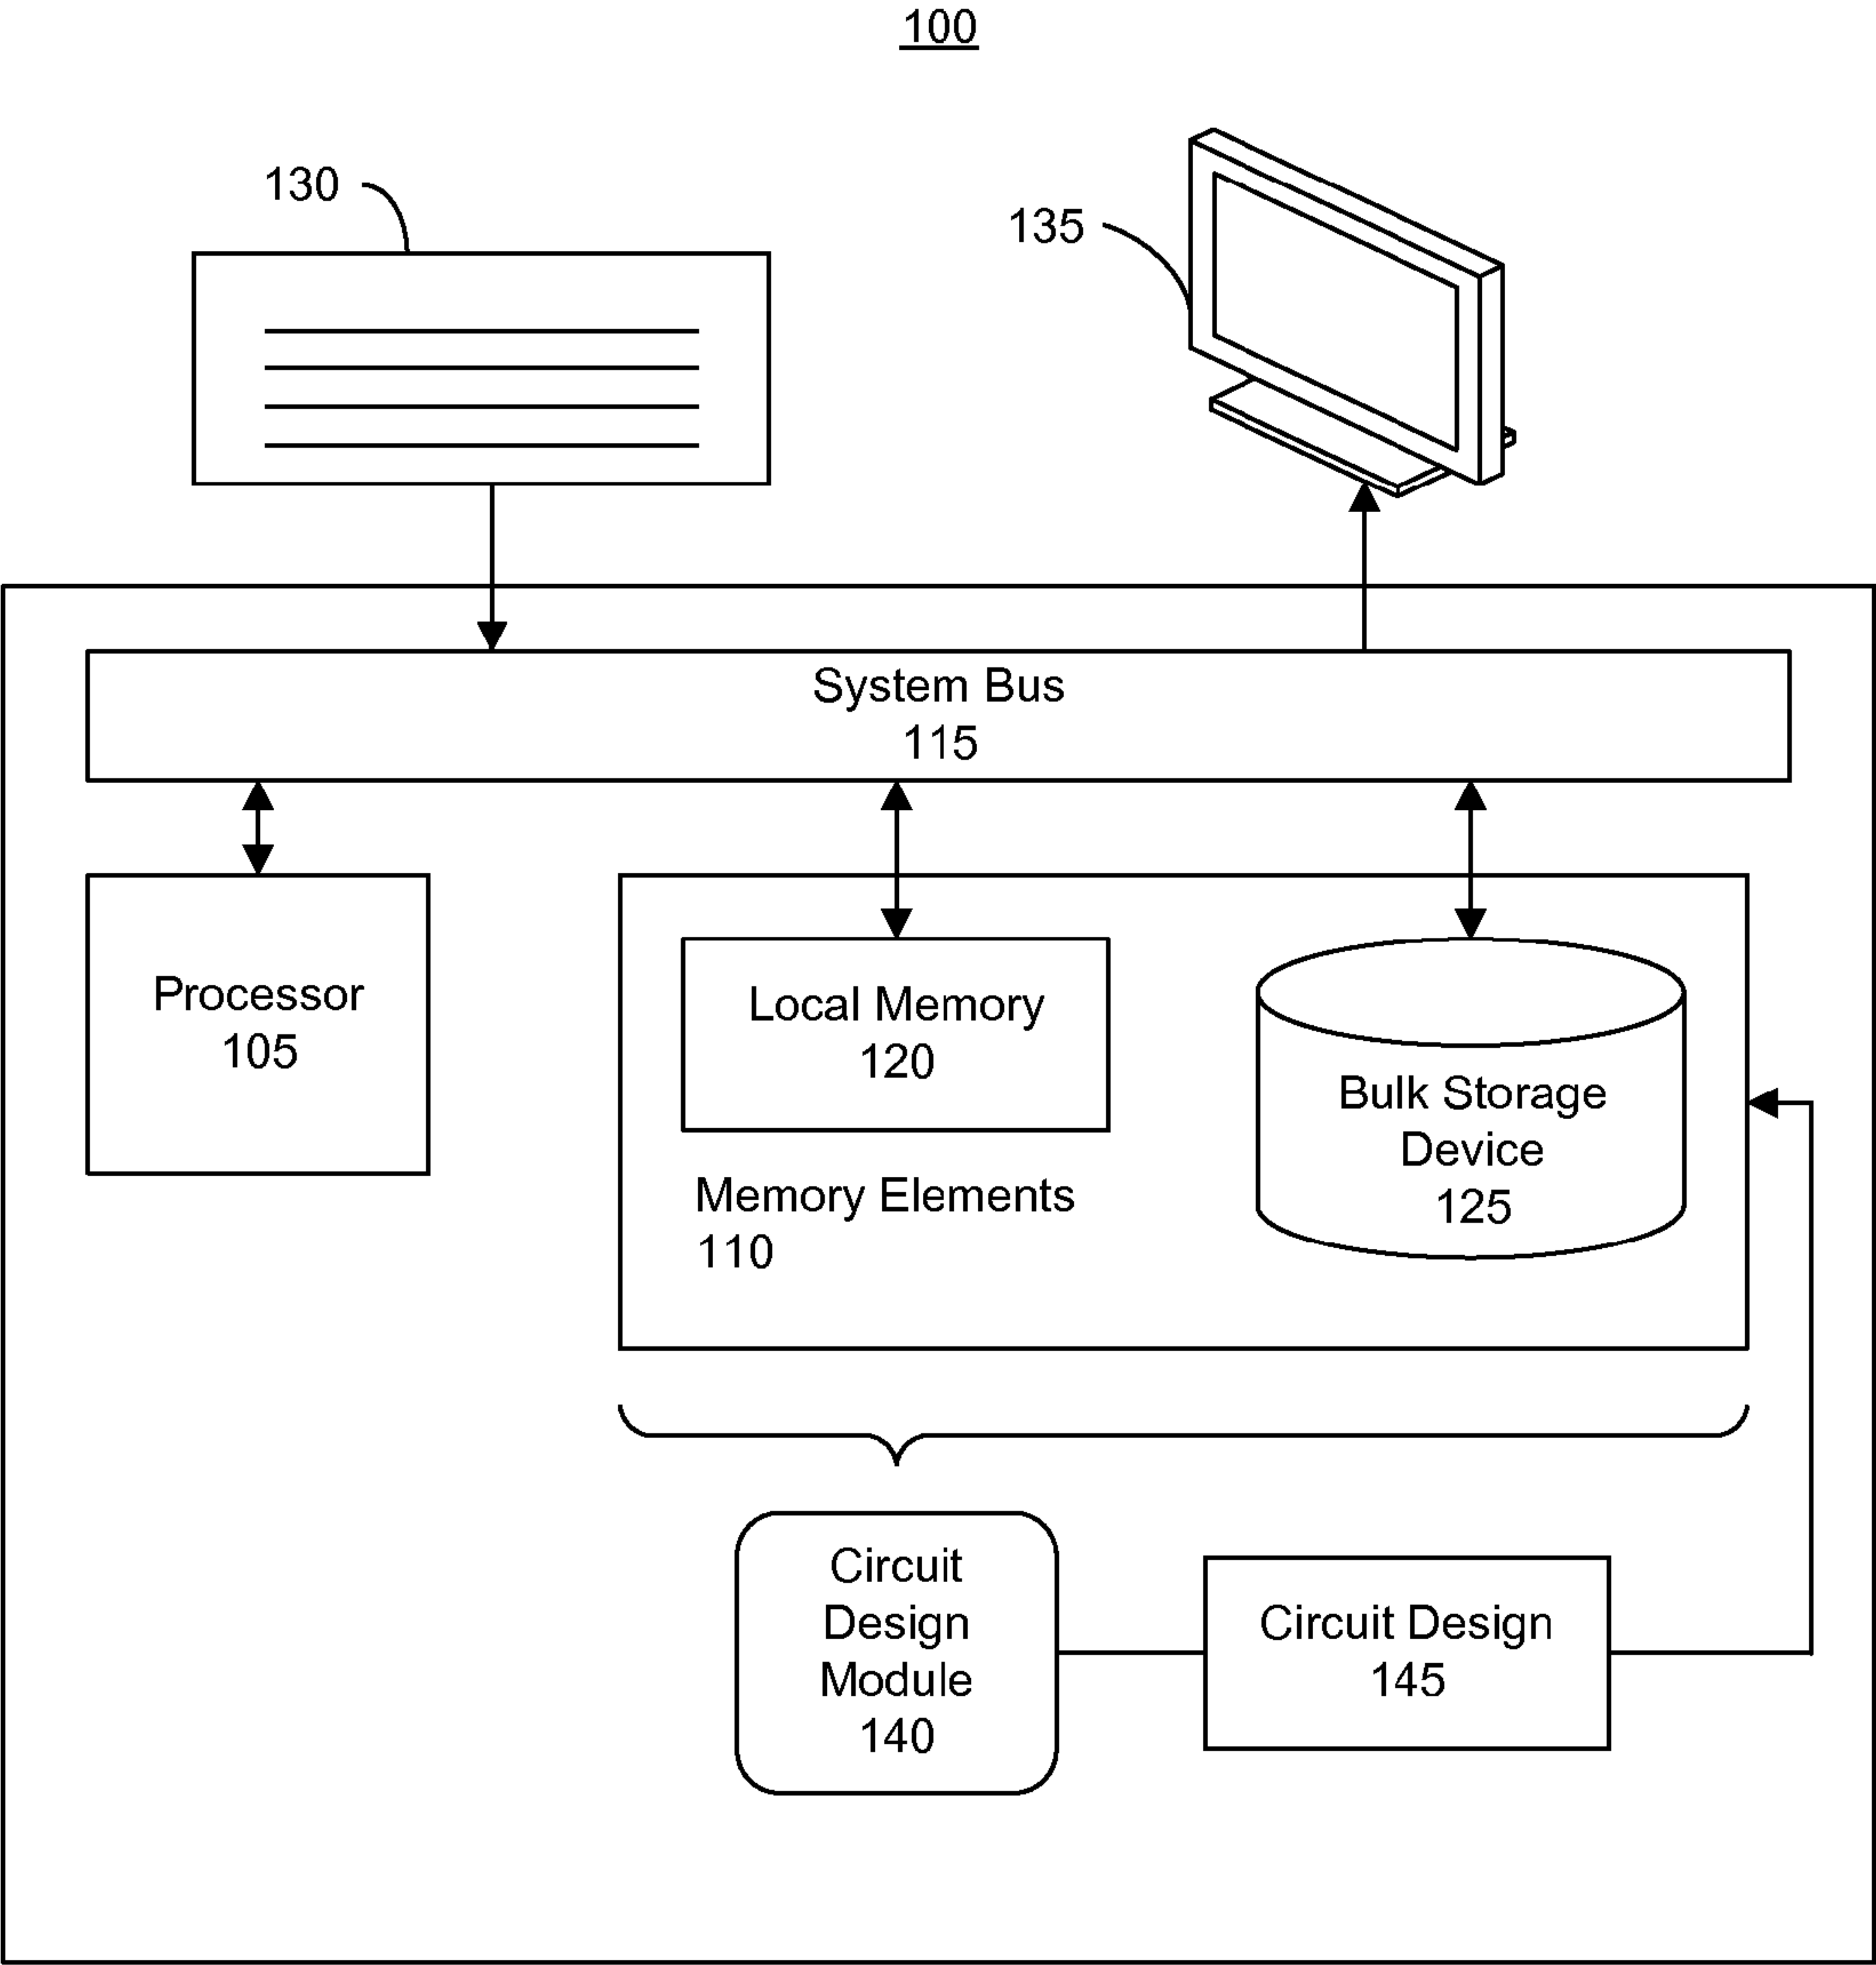 100
130
135
System Bus
115
Processor
105
Local Memory
120
Memory Elements
110
Bulk Storage
Device
125
Circuit
Design
Module
140
Circuit Design
145